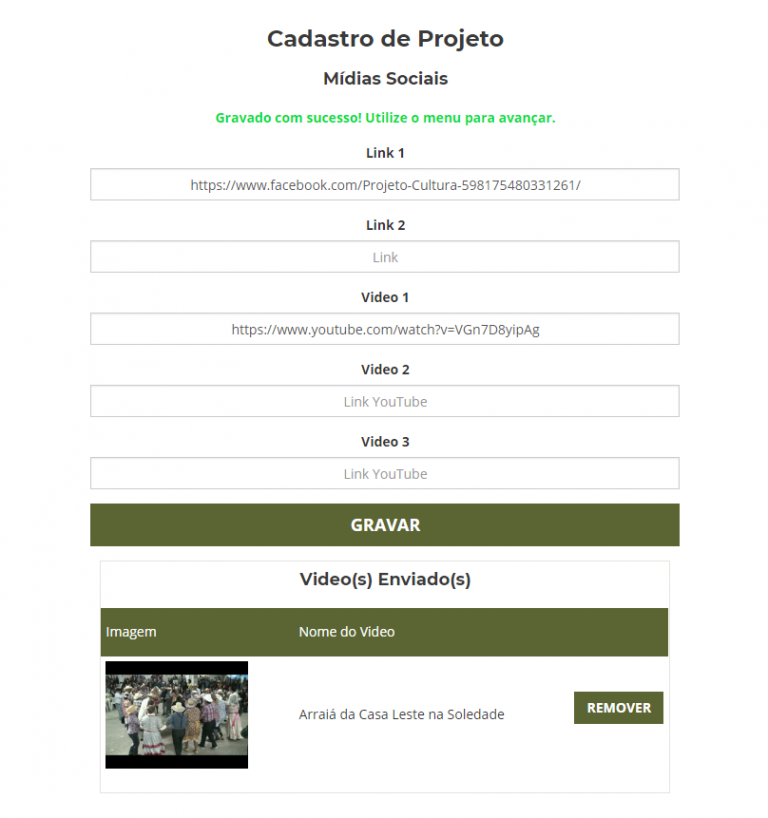 Cadastro de Projeto
Mídias Sociais
Gravado com sucesso! Utilize o menu para avançar.
Link 1
https://www.facebook.com/Projeto-Cultura-598175480331261/
Link 2
Link
Video 1
https://www.youtube.com/watch?v=VGn7D8yipAg
Video 2
Link YouTube
Video 3
Link YouTube
GRAVAR
Video(s) Enviado(s)
Imagem Nome do Video
Arraiá da Casa Leste na Soledade REMOVER